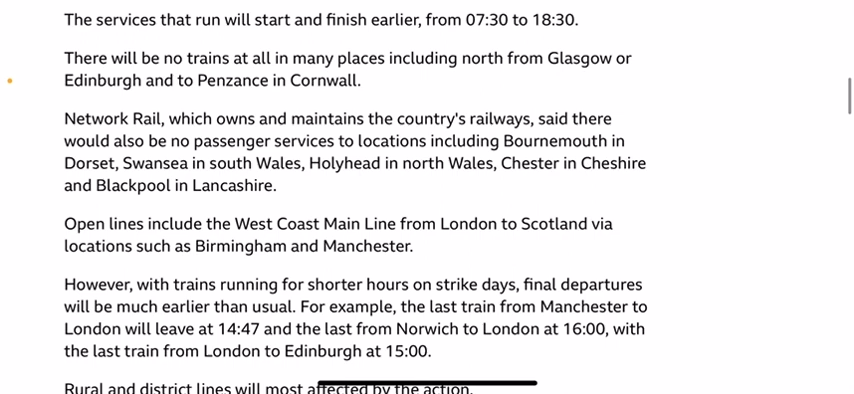 The services that run will start and finish earlier, from 07:30 to 18:30.
There will be no trains at all in many places including north from Glasgow or
Edinburgh and to Penzance in Cornwall.
Network Rail, which owns and maintains the country's railways, said there
would also be no passenger services to locations including Bournemouth in
Dorset, Swansea in south Wales, Holyhead in north Wales, Chester in Cheshire
and Blackpool in Lancashire.
Open lines include the West Coast Main Line from London to Scotland via
locations such as Birmingham and Manchester.
However, with trains running for shorter hours on strike days, final departures
will be much earlier than usual. For example, the last train from Manchester to
London will leave at 14:47 and the last from Norwich to London at 16:00, with
the last train from London to Edinburgh at 15:00.
Rural and district lines will most affected by the action.